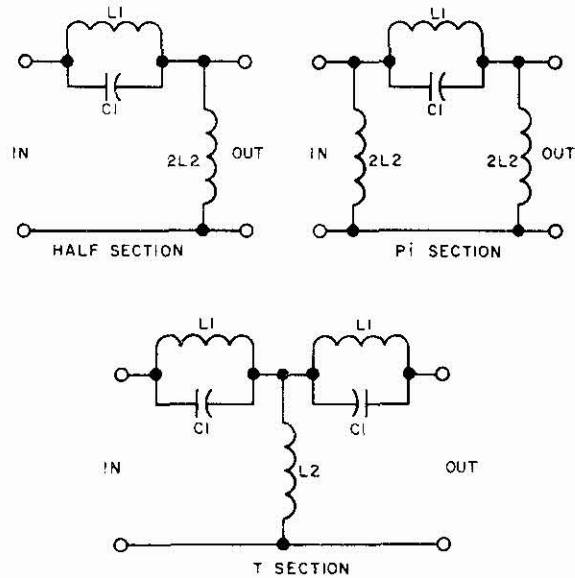 L1
C1
IN
2L2
OUT
HALF SECTION
L1
C1
IN
2L2
2L2
OUT
Pi SECTION
L1
L1
C1
C1
IN
L2
OUT
T SECTION